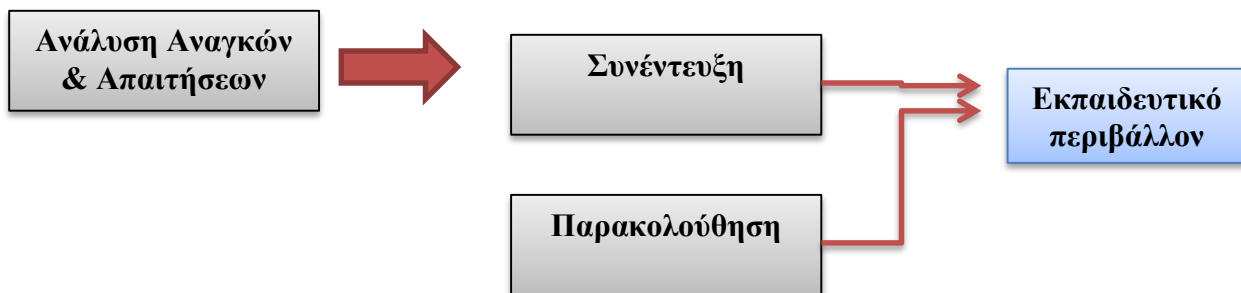 Ανάλυση Αναγκών
& Απαιτήσεων
Συνέντευξη
Εκπαιδευτικό
περιβάλλον
Παρακολούθηση